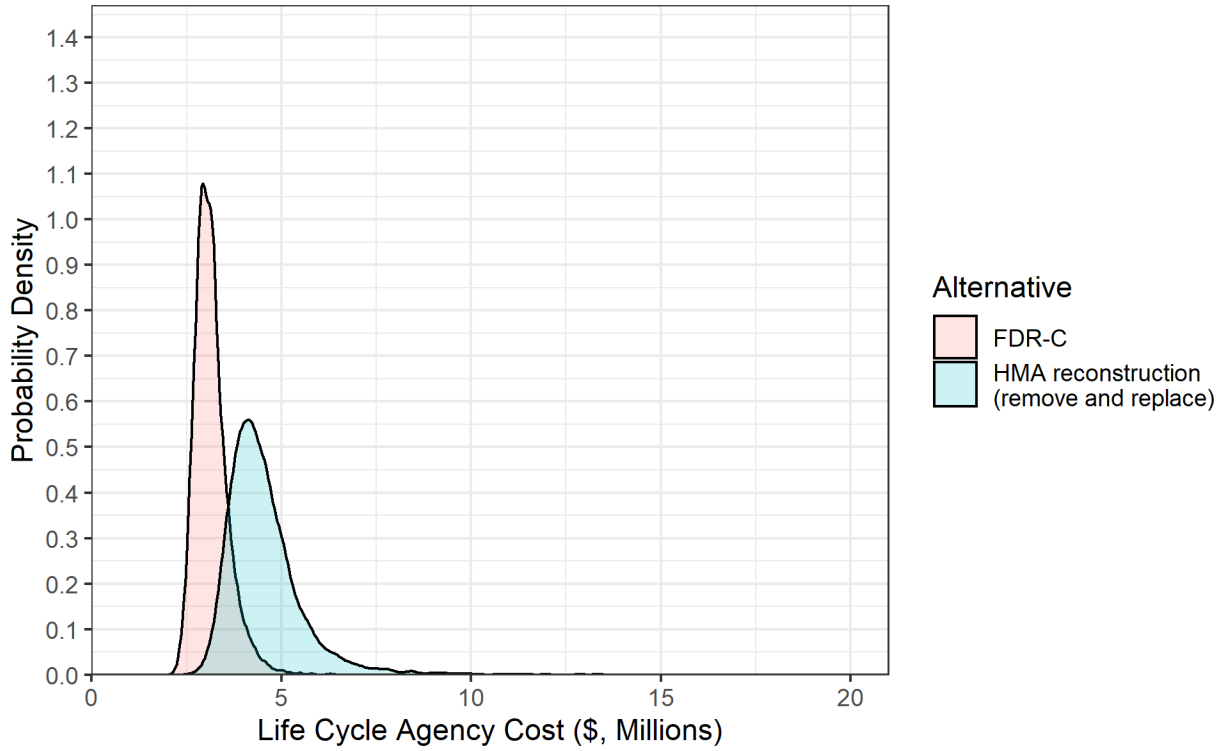 Probability Density
1.4
1.3
1.2
1.1
1.0
0.9
0.8
0.7
0.6
0.5
0.4
0.3
0.2
0.1
0.0
0 5 10 15 20
Life Cycle Agency Cost ($, Millions)
Alternative
FDR-C
HMA reconstruction
(remove and replace)